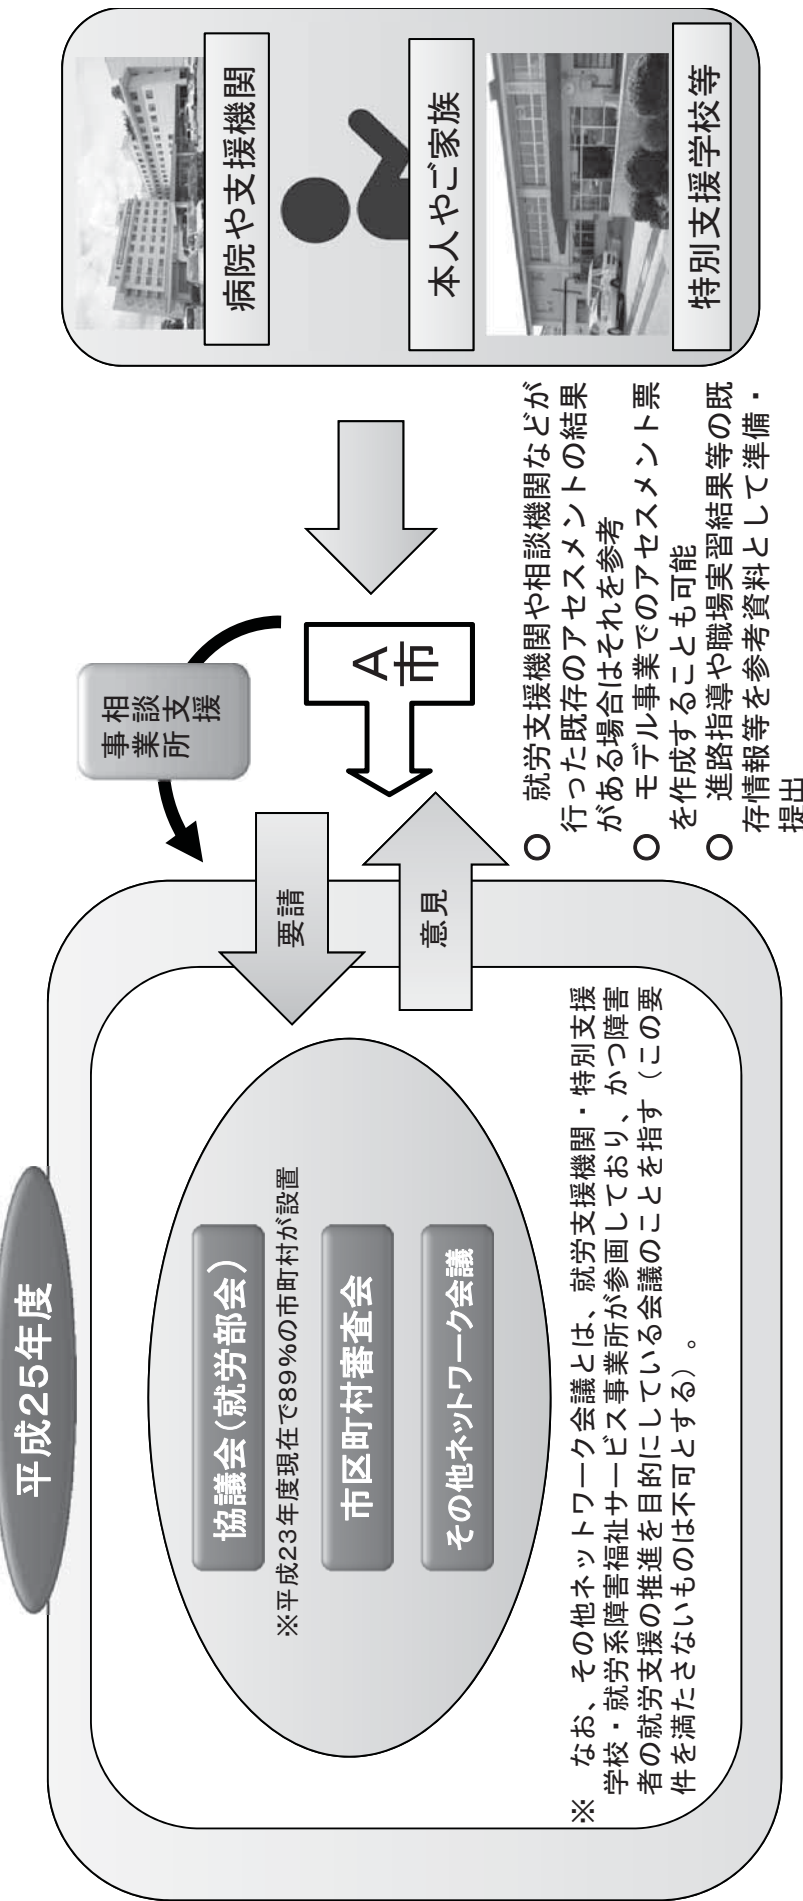 平成25年度
協議会(就労部会)
※平成23年度現在で89%の市町村が設置
市区町村審査会
その他ネットワーク会議
※ なお、その他ネットワーク会議とは、就労支援機関・特別支援
学校・就労系障害福祉サービス事業所が参画しており、かつ障害
者の就労支援の推進を目的にしている会議のことを指す（この要
件を満たさないものは不可とする）。
要請
意見
相談支援
事業所
A
市
○ 就労支援機関や相談機関などが
行った既存のアセスメントの結果
がある場合はそれを参考
○ モデル事業でのアセスメント票
を作成することも可能
○ 進路指導や職場実習結果等の既
存情報等を参考資料として準備・
提出
病院や支援機関
本人やご家族
特別支援学校等